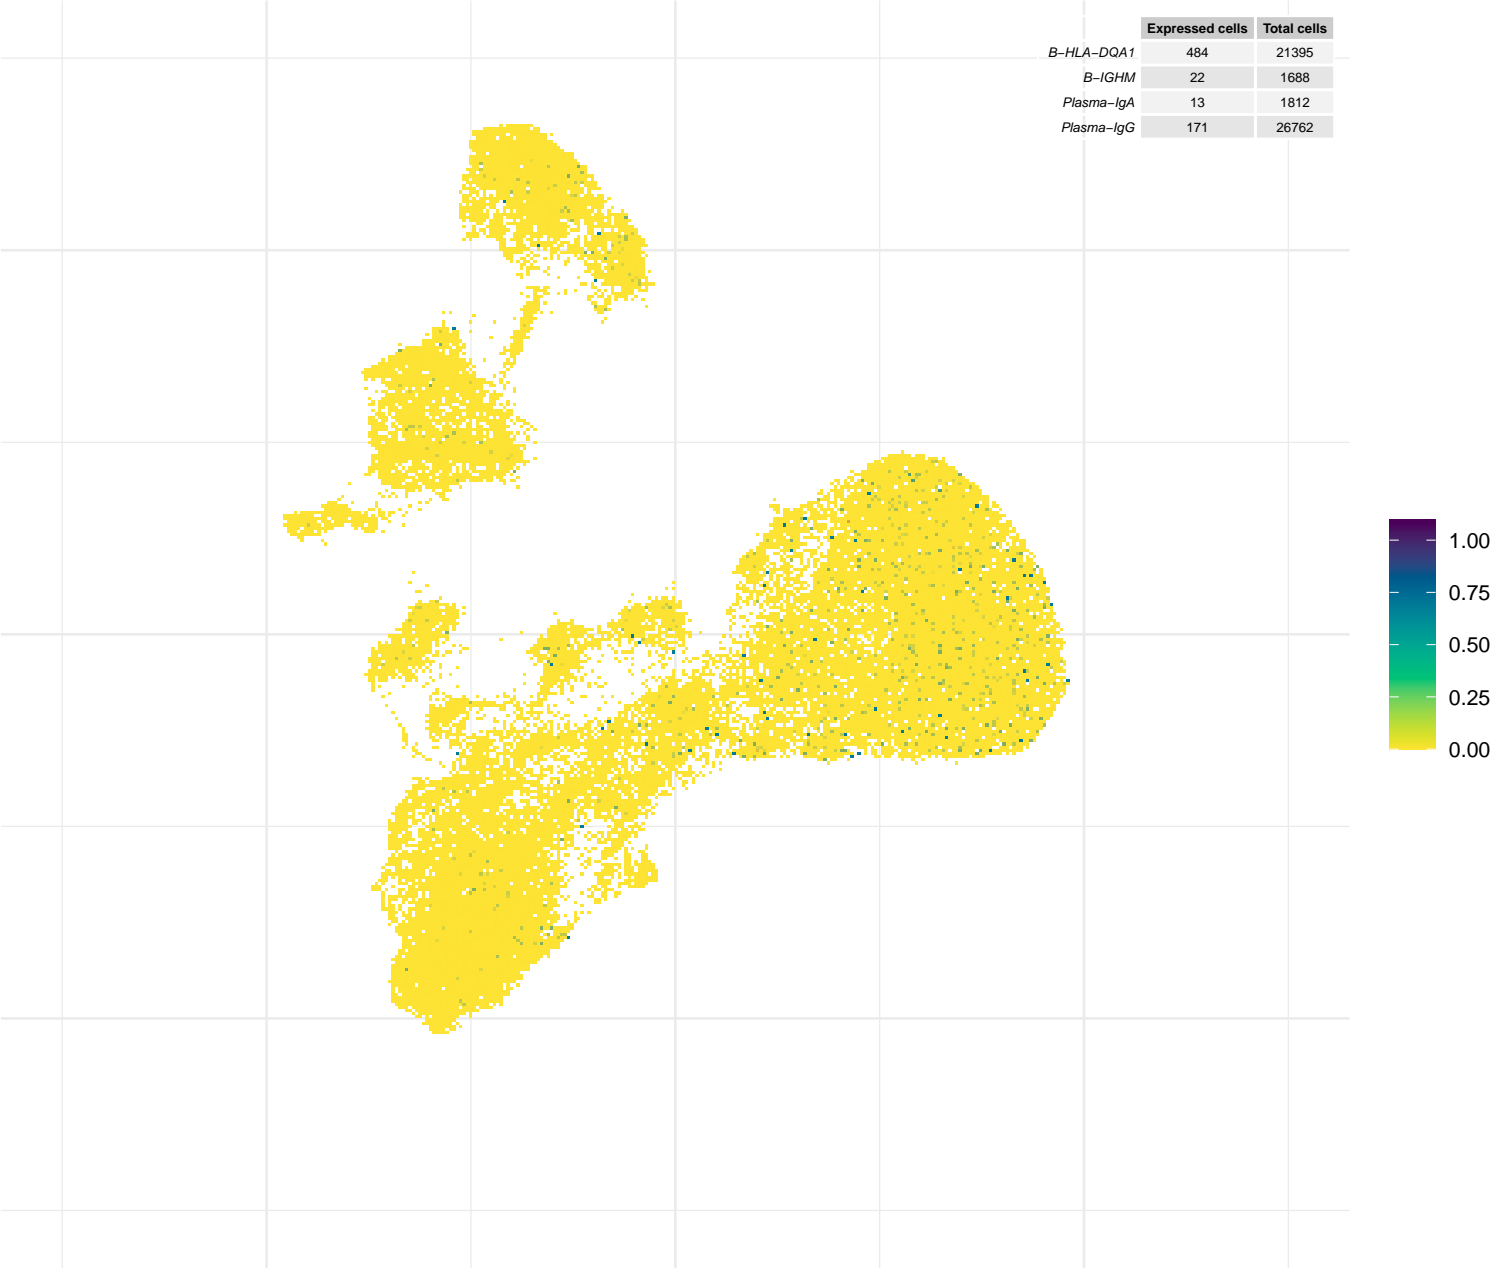 Expressed cells Total cells
B−HLA−DQA1 484 21395
B−IGHM 22 1688
Plasma−IgA 13 1812
Plasma−IgG 171 26762
1.00
0.75
0.50
0.25
0.00